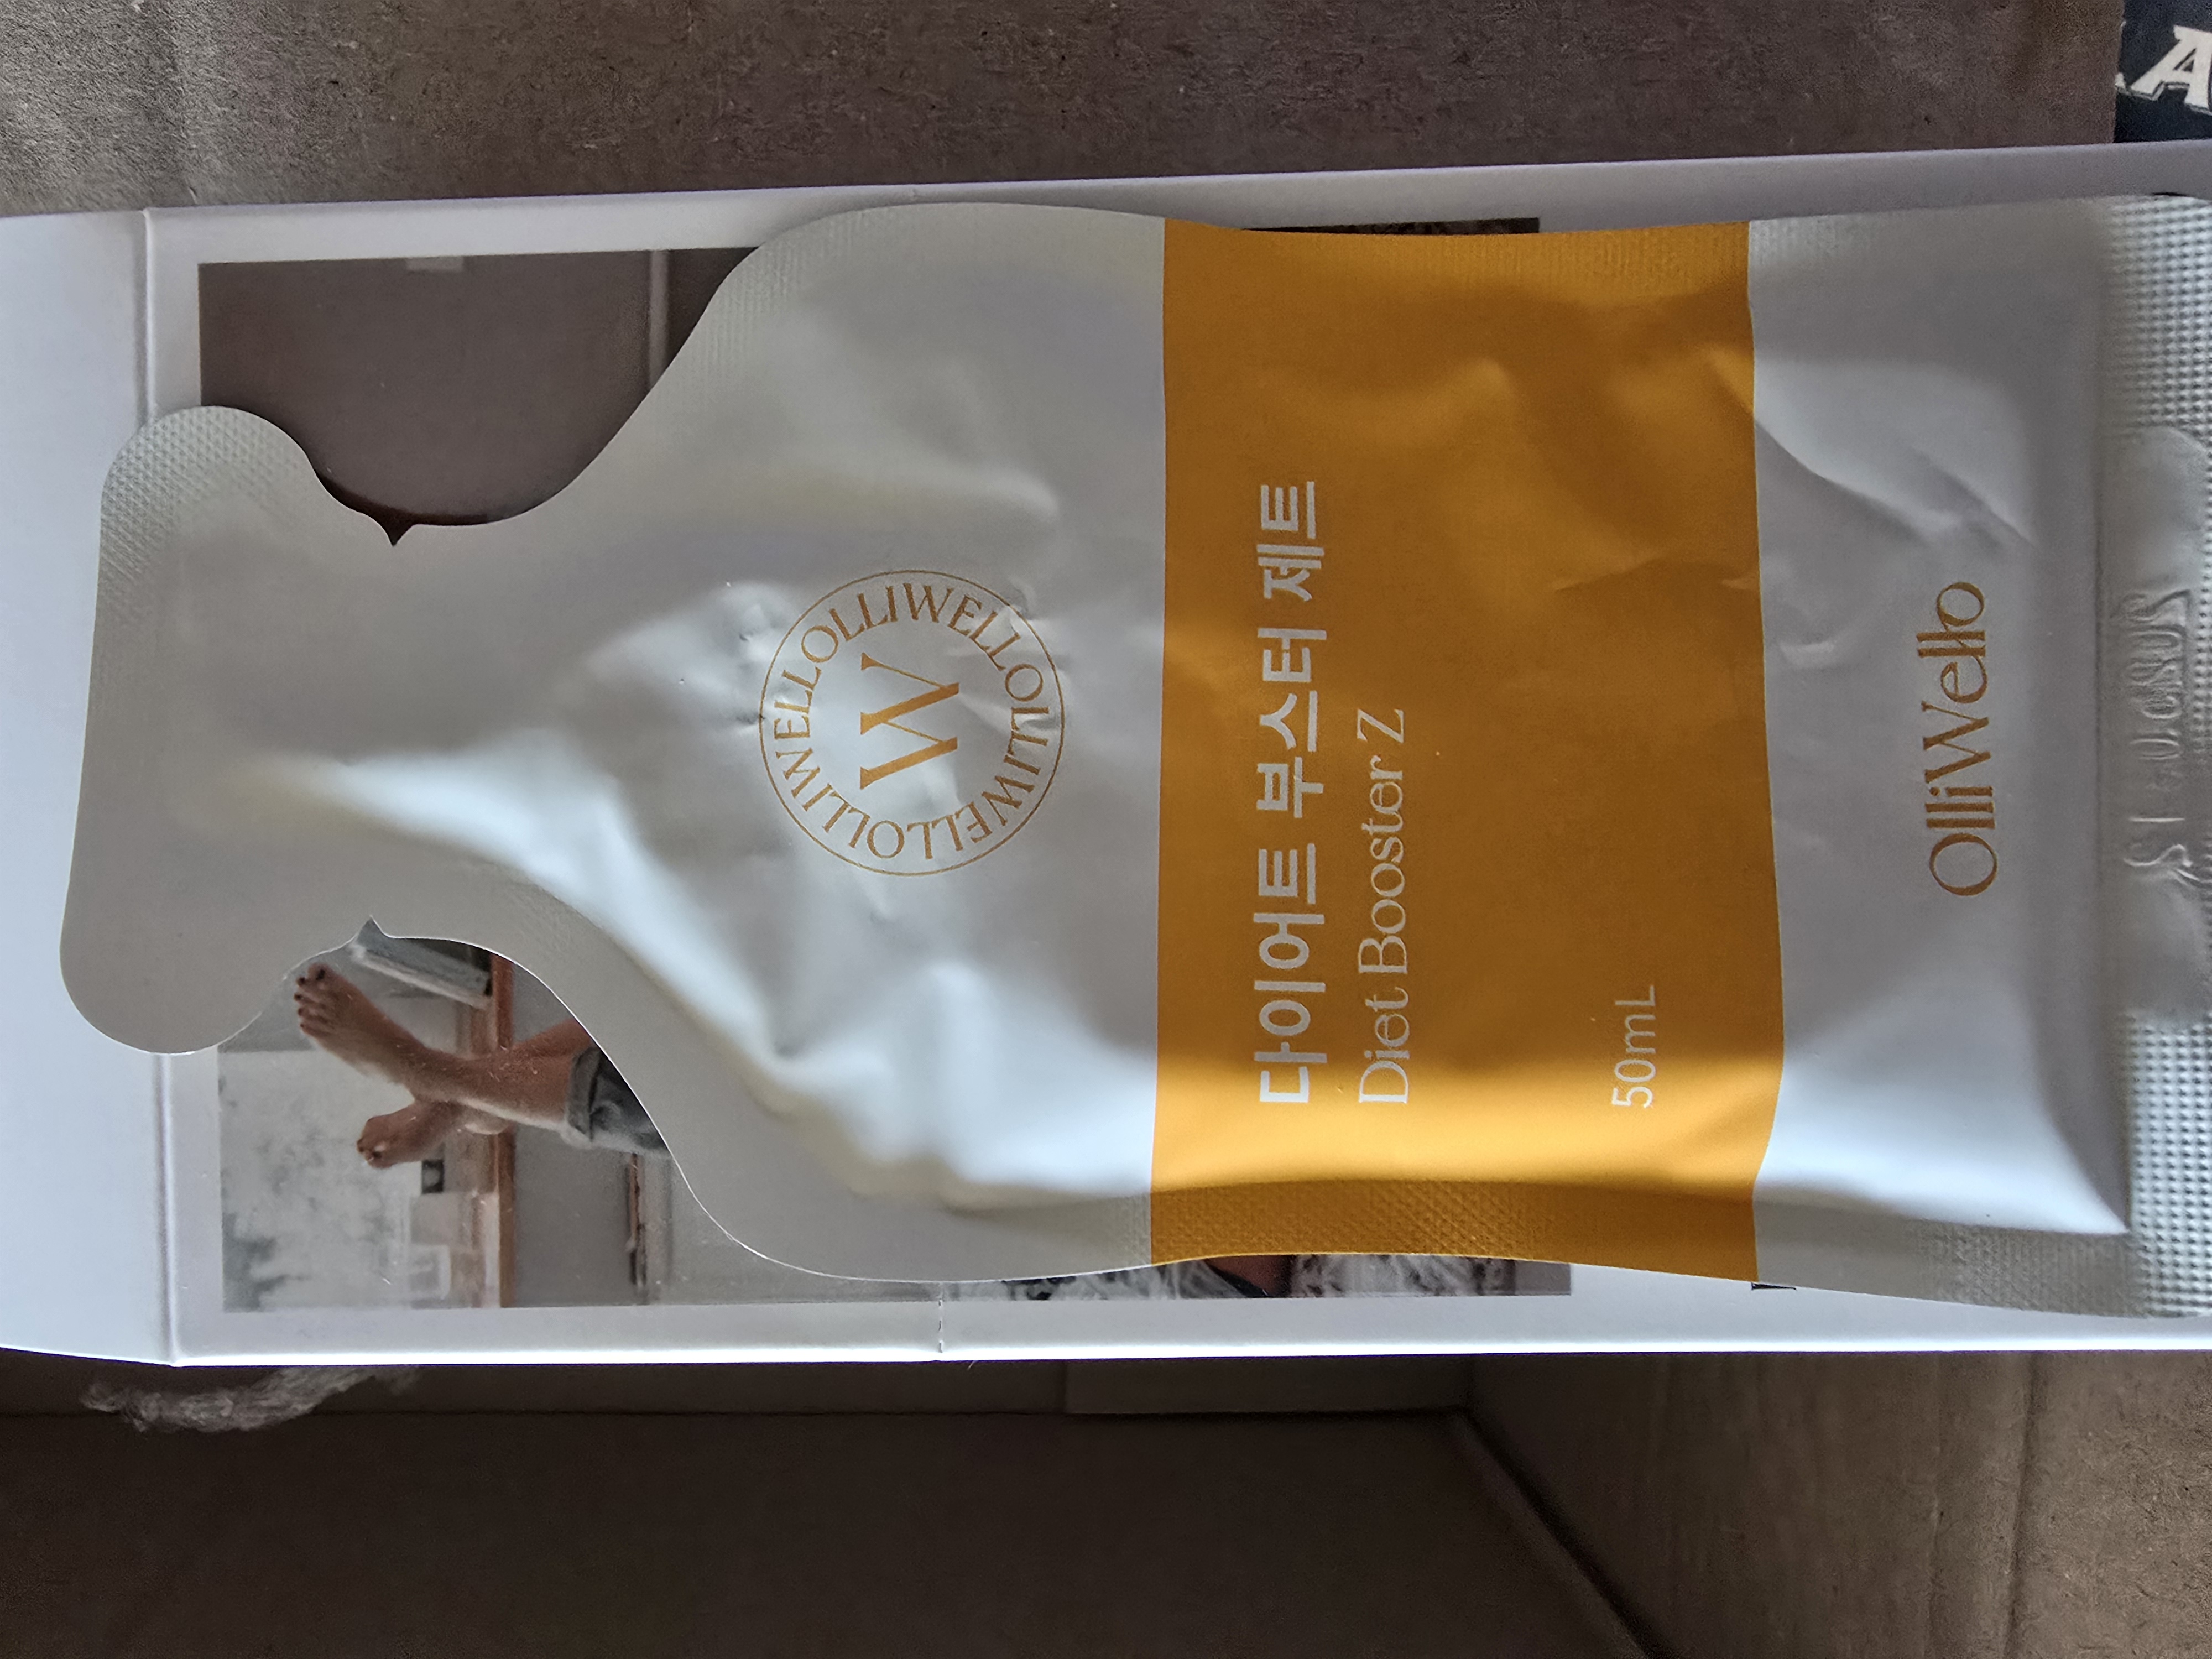 OLLIWELLOLLIWELLOLLIWELL
W
다이어트 부스터 제트
Diet Booster Z
50mL
OlliWello